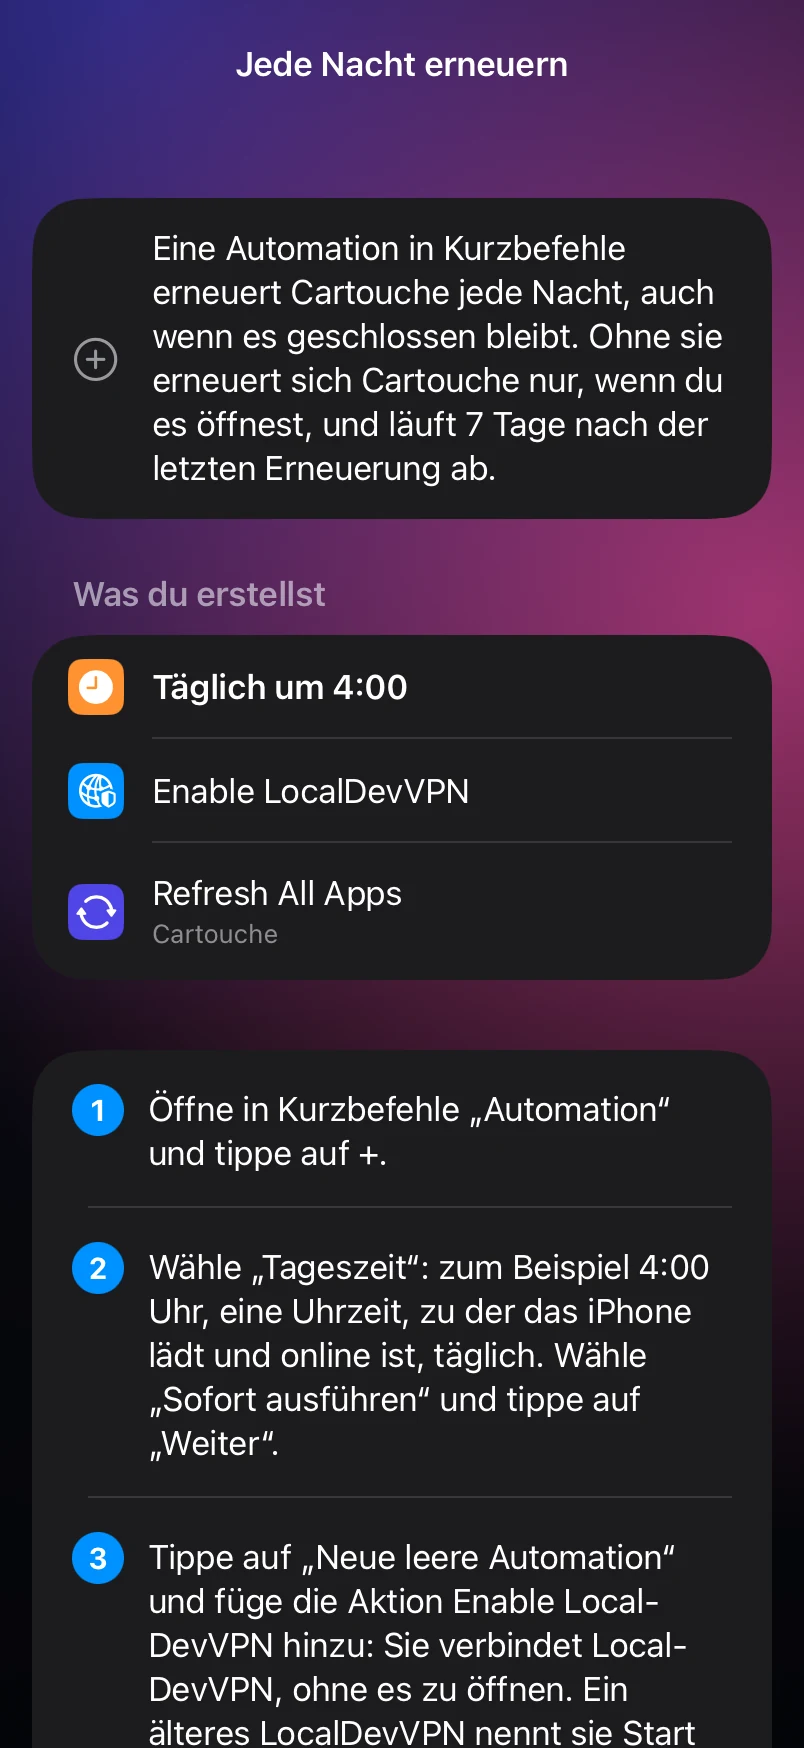 Jede Nacht erneuern
Eine Automation in Kurzbefehle
erneuert Cartouche jede Nacht, auch
wenn es geschlossen bleibt. Ohne sie
erneuert sich Cartouche nur, wenn du
es öffnest, und läuft 7 Tage nach der
letzten Erneuerung ab.
Was du erstellst
Täglich um 4:00
Enable LocalDevVPN
Refresh All Apps
Cartouche
1 Öffne in Kurzbefehle „Automation“
und tippe auf +.
2 Wähle „Tageszeit“: zum Beispiel 4:00
Uhr, eine Uhrzeit, zu der das iPhone
lädt und online ist, täglich. Wähle
„Sofort ausführen“ und tippe auf
„Weiter“.
3 Tippe auf „Neue leere Automation“
und füge die Aktion Enable Local-
DevVPN hinzu: Sie verbindet Local-
DevVPN, ohne es zu öffnen. Ein
älteres LocalDevVPN nennt sie Start